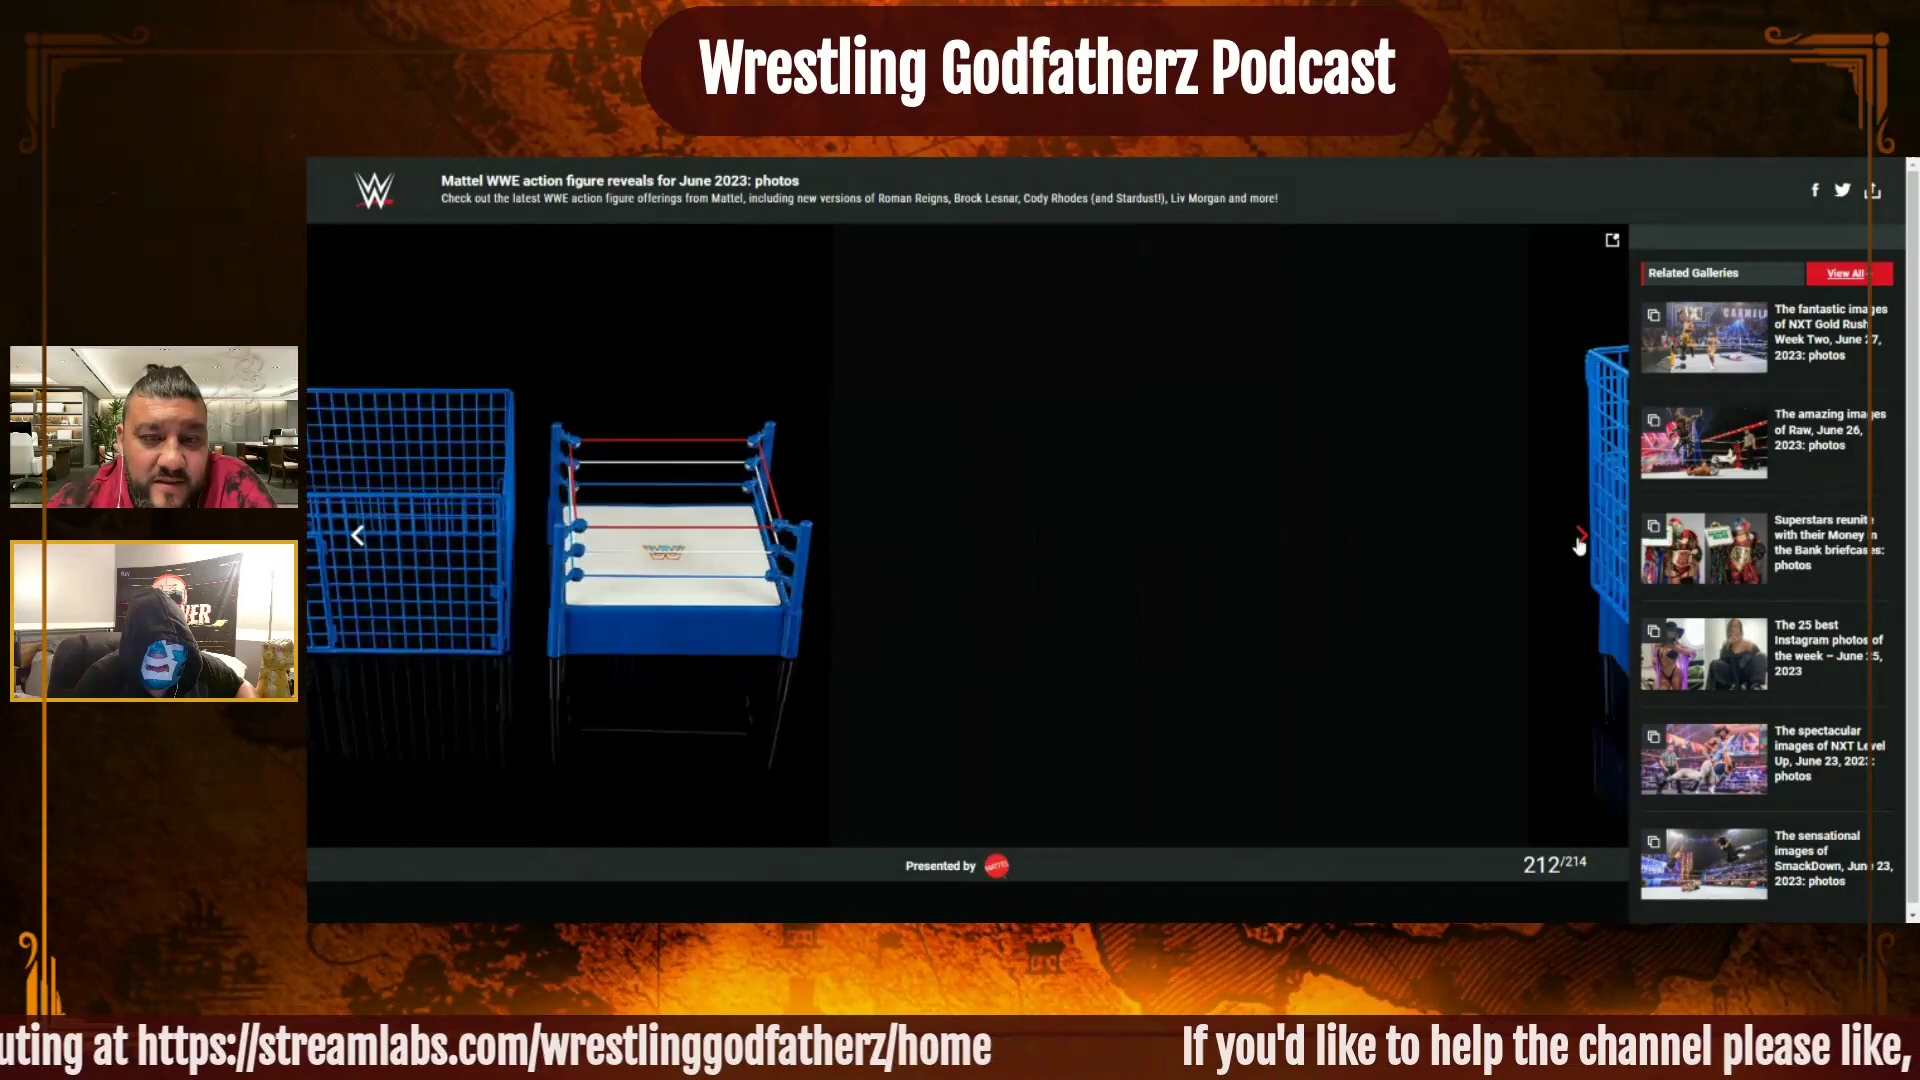 Wrestling Godfatherz Podcast
Mattel WWE action figure reveals for June 2023: photos
Check out the latest WWE action figure offerings from Mattel, including new versions of Roman Reigns, Brock Lesnar, Cody Rhodes (and Stardust!), Liv Morgan and more!
Related Galleries
View All
The fantastic images
of NXT Gold Rush
Week Two, June 27,
2023: photos
The amazing images
of Raw, June 26,
2023: photos
Superstars reunite
with their Money in
the Bank briefcases:
photos
The 25 best
Instagram photos of
the week – June 25,
2023
The spectacular
images of NXT Level
Up, June 23, 2023:
photos
The sensational
images of
SmackDown, June 23,
2023: photos
Presented by
MATTEL
212/214
uting at https://streamlabs.com/wrestlinggodfatherz/home
If you'd like to help the channel please like,